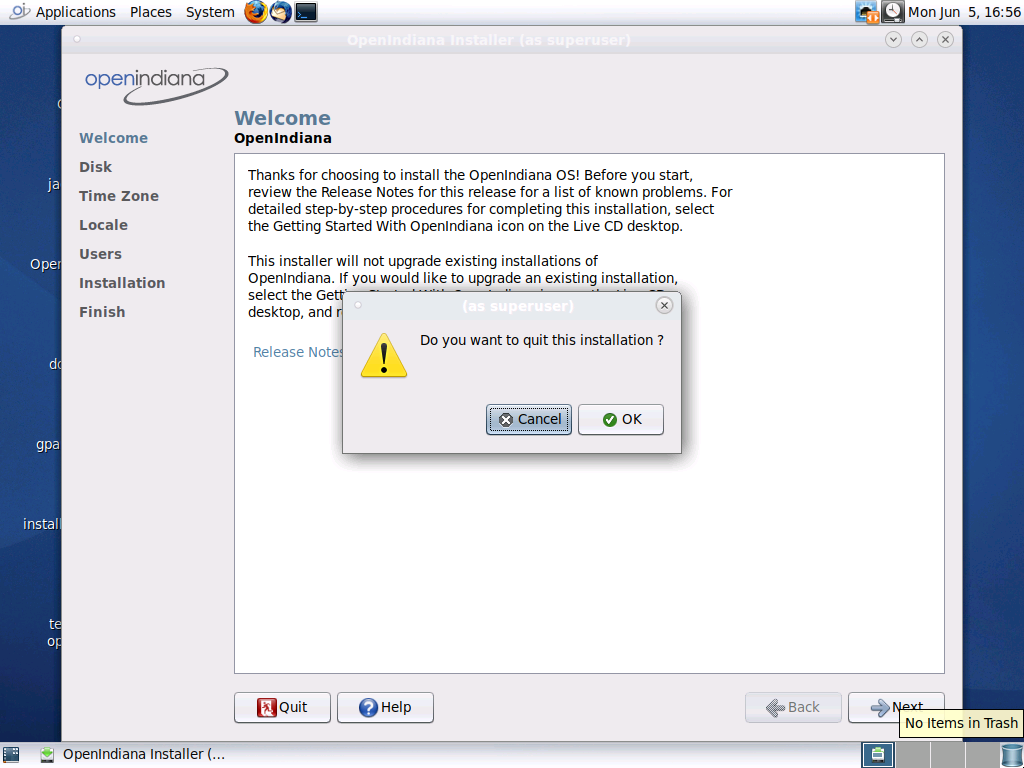 Applications Places System Mon Jun 5, 16:56
OpenIndiana Installer (as superuser)
openindiana
Welcome
OpenIndiana
Welcome
Disk
Time Zone
Locale
Users
Installation
Finish
Thanks for choosing to install the OpenIndiana OS! Before you start,
review the Release Notes for this release for a list of known problems. For
detailed step-by-step procedures for completing this installation, select
the Getting Started With OpenIndiana icon on the Live CD desktop.
This installer will not upgrade existing installations of
OpenIndiana. If you would like to upgrade an existing installation,
select the Gett
desktop, and r
Release Notes
(as superuser)
Do you want to quit this installation ?
Cancel OK
ja
Open
do
gpa
install
te
op
Quit Help Back Next
No Items in Trash
OpenIndiana Installer (...